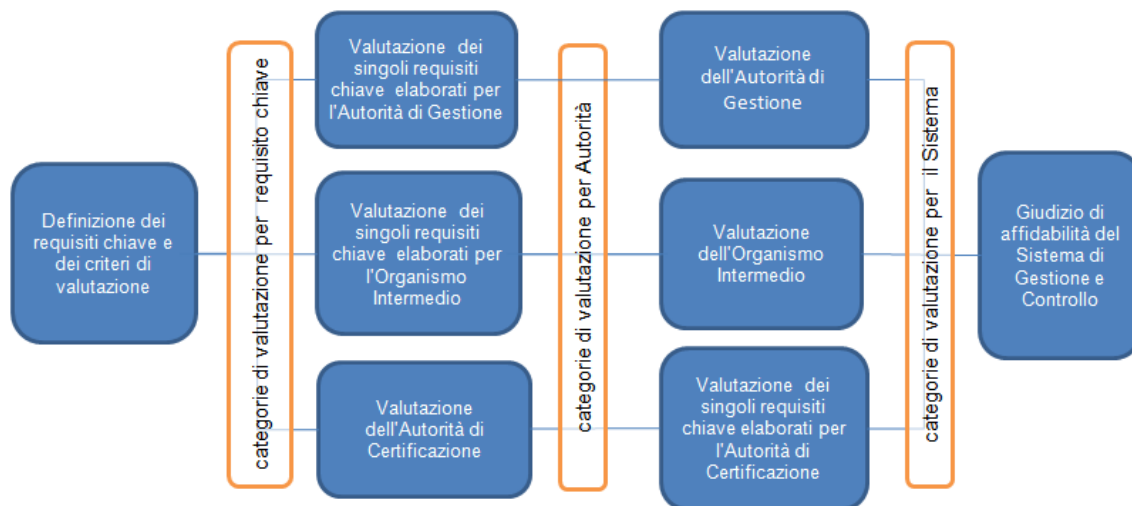 Definizione dei
requisiti chiave e
dei criteri di
valutazione
categorie di valutazione per requisito chiave
Valutazione dei
singoli requisiti
chiave elaborati per
l'Autorità di Gestione
Valutazione dei
singoli requisiti
chiave elaborati per
l'Organismo
Intermedio
Valutazione
dell'Autorità di
Certificazione
categorie di valutazione per Autorità
Valutazione
dell'Autorità di
Gestione
Valutazione
dell'Organismo
Intermedio
Valutazione dei
singoli requisiti
chiave elaborati per
l'Autorità di
Certificazione
categorie di valutazione per il Sistema
Giudizio di
affidabilità del
Sistema di
Gestione e
Controllo